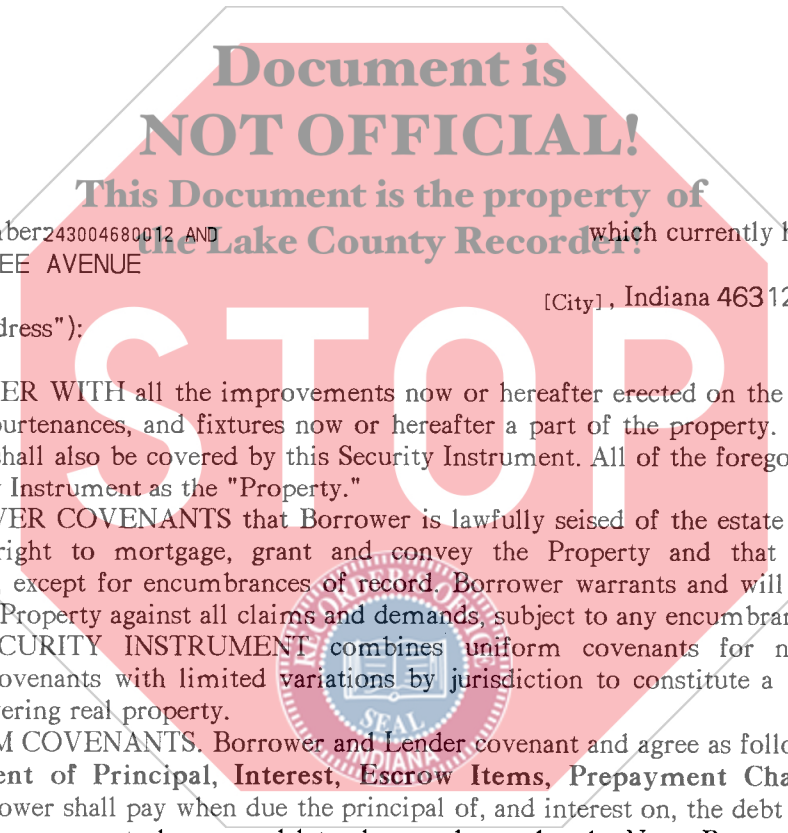 Document is
NOT OFFICIAL!
This Document is the property of
the Lake County Recorder!
ber243004680012 AND which currently h
EE AVENUE
[City], Indiana 46312
dress"):
STOP
ER WITH all the improvements now or hereafter erected on the
ourtenances, and fixtures now or hereafter a part of the property.
shall also be covered by this Security Instrument. All of the forego
Instrument as the "Property."
VER COVENANTS that Borrower is lawfully seised of the estate
right to mortgage, grant and convey the Property and that
, except for encumbrances of record. Borrower warrants and will
Property against all claims and demands, subject to any encumbran
CURITY INSTRUMENT combines uniform covenants for n
ovenants with limited variations by jurisdiction to constitute a
vering real property.
SEAL
INDIANA
M COVENANTS. Borrower and Lender covenant and agree as follo
ent of Principal, Interest, Escrow Items, Prepayment Cha
ower shall pay when due the principal of, and interest on, the debt